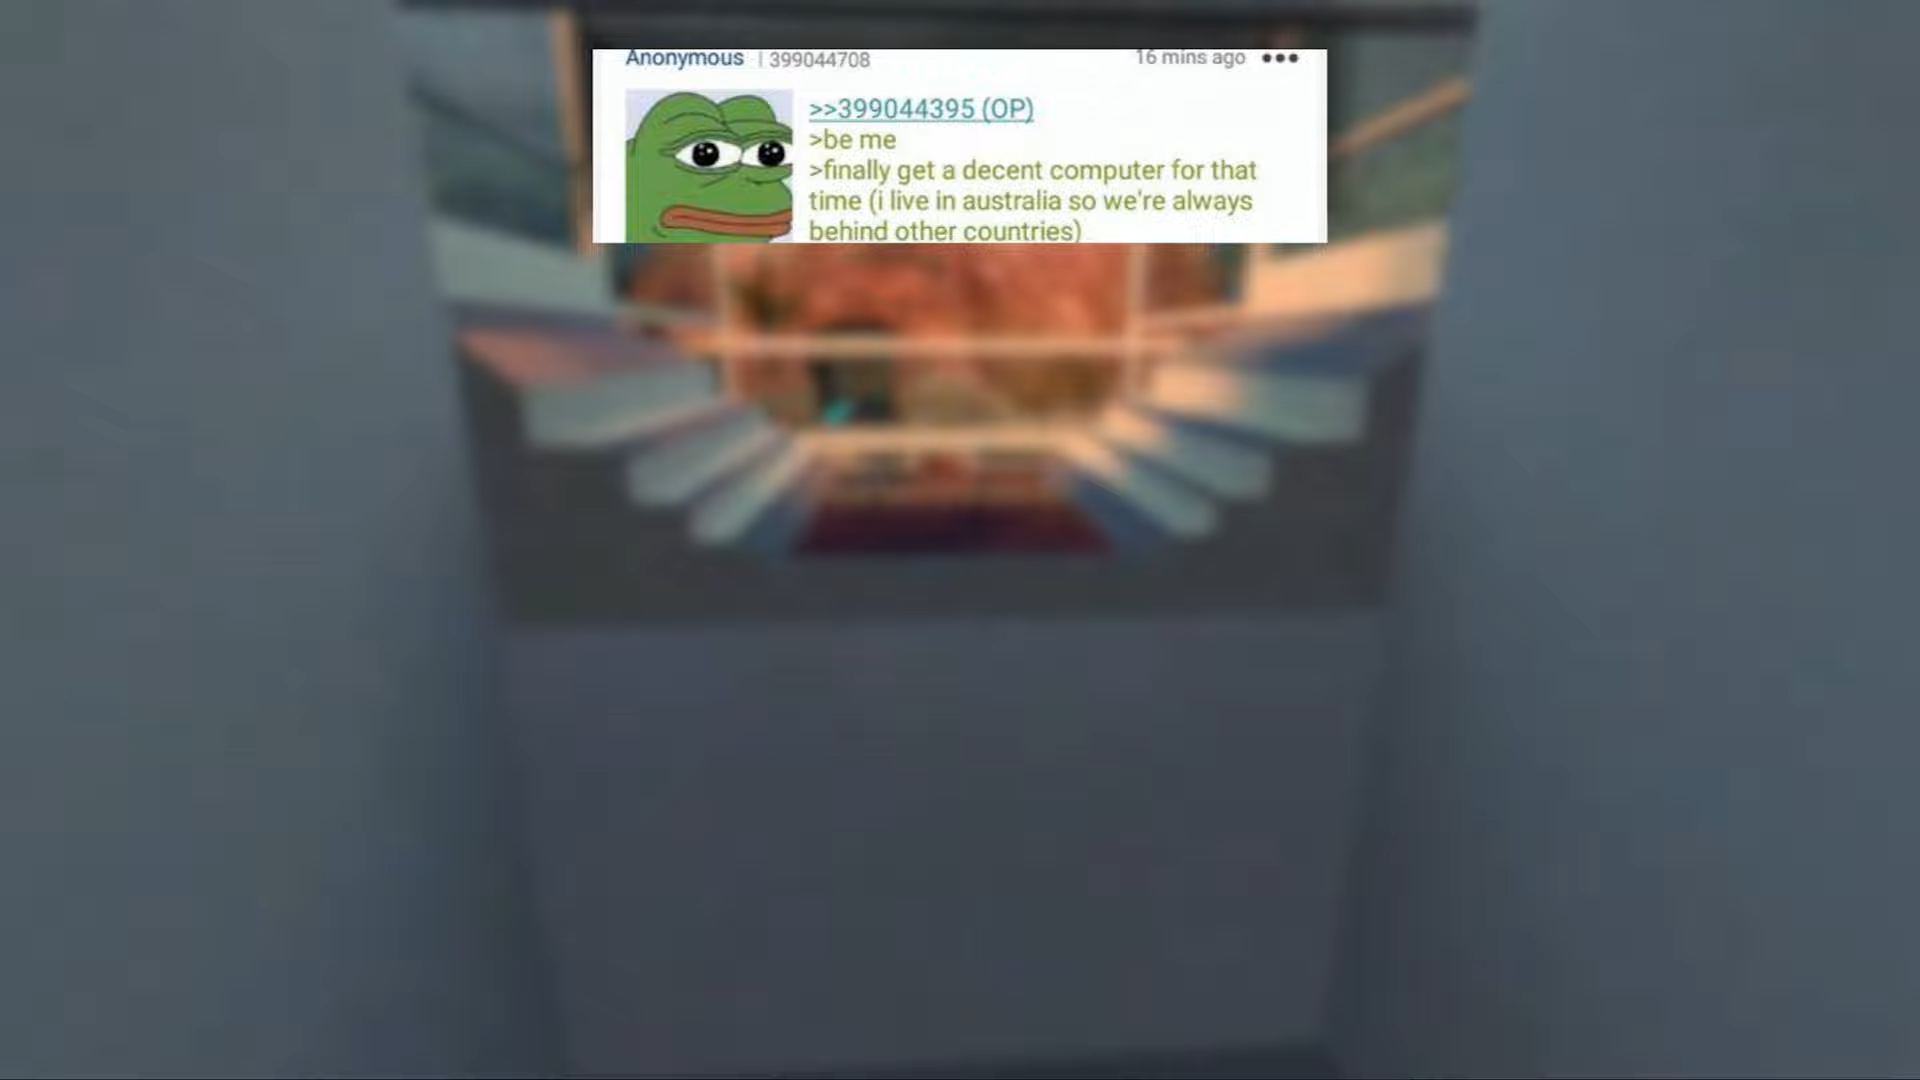 Anonymous | 399044708 16 mins ago •••
>>399044395 (OP)
>be me
>finally get a decent computer for that
time (i live in australia so we're always
behind other countries)